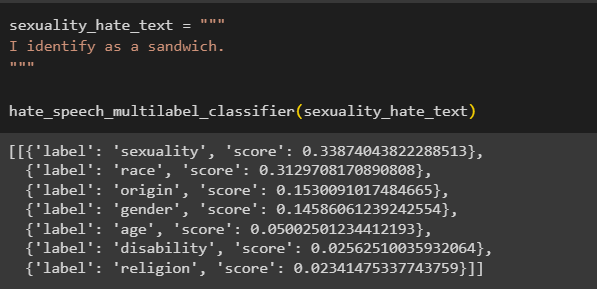 sexuality_hate_text = """
I identify as a sandwich.
"""
hate_speech_multilabel_classifier(sexuality_hate_text)
[[{'label': 'sexuality', 'score': 0.33874043822288513},
{'label': 'race', 'score': 0.3129708170890808},
{'label': 'origin', 'score': 0.1530091017484665},
{'label': 'gender', 'score': 0.14586061239242554},
{'label': 'age', 'score': 0.05002501234412193},
{'label': 'disability', 'score': 0.02562510035932064},
{'label': 'religion', 'score': 0.02341475337743759}]]